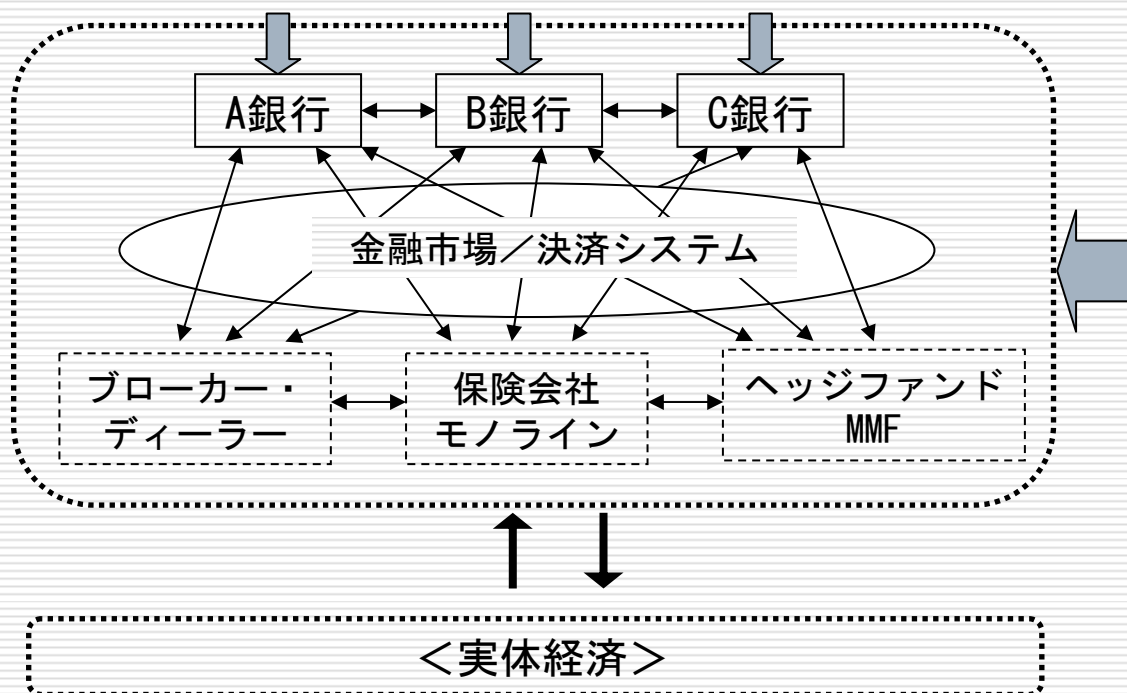 A銀行
B銀行
C銀行
金融市場／決済システム
ブローカー・
ディーラー
保険会社
モノライン
ヘッジファンド
MMF
＜実体経済＞